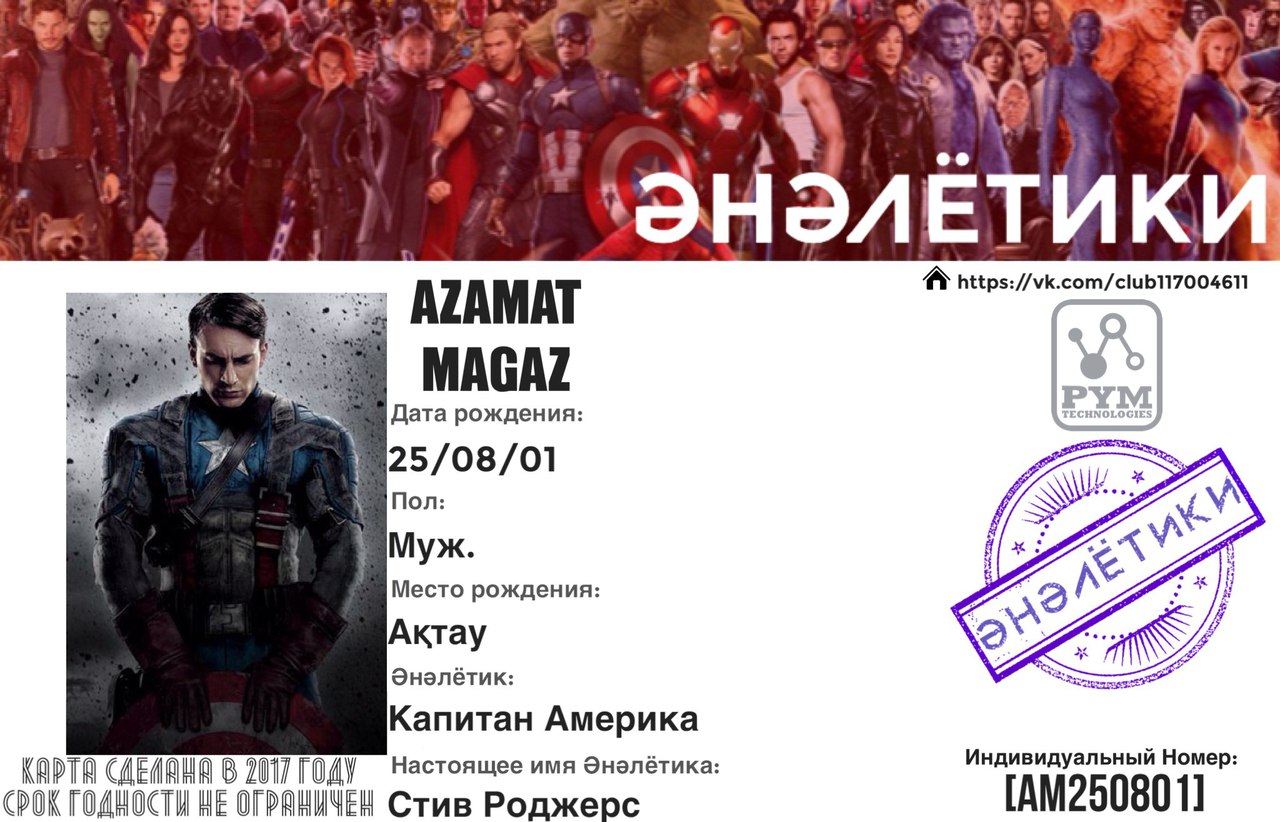 ӘНӘЛЁТИКИ
https://vk.com/club117004611
AZAMAT
MAGAZ
Дата рождения:
25/08/01
Пол:
Муж.
Место рождения:
Ақтау
Әнәлётик:
Капитан Америка
Настоящее имя Әнәлётика:
Стив Роджерс
КАРТА СДЕЛАНА В 2017 ГОДУ
СРОК ГОДНОСТИ НЕ ОГРАНИЧЕН
PYM
TECHNOLOGIES
ӘНӘЛЁТИКИ
Индивидуальный Номер:
[AM250801]